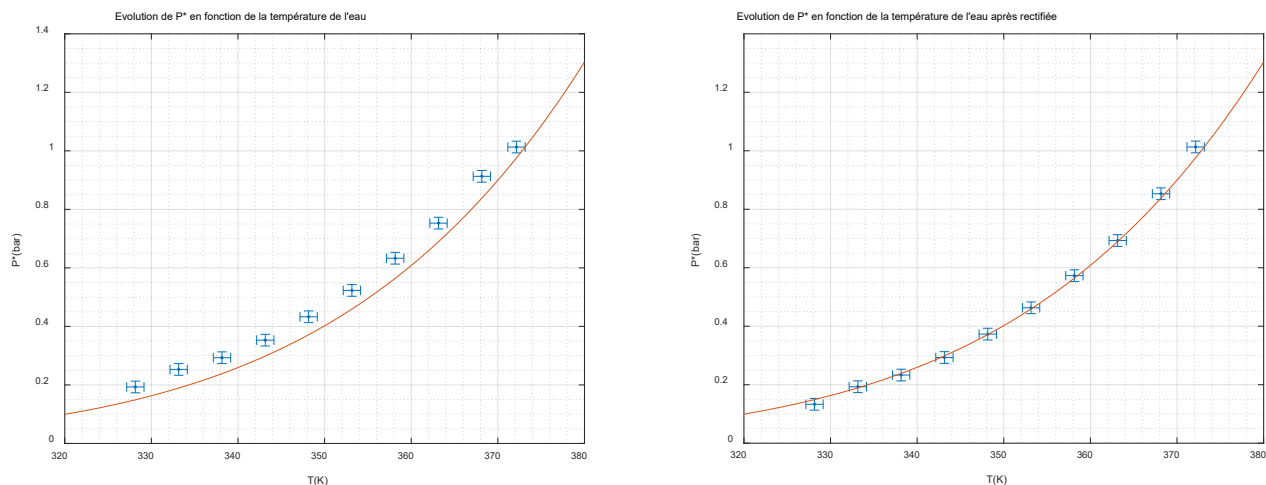 Evolution de P* en fonction de la température de l'eau
1.4
1.2
1
0.8
0.6
0.4
0.2
0
P*(bar)
320 330 340 350 360 370 380
T(K)
Evolution de P* en fonction de la température de l'eau après rectifiée
1.2
1
0.8
0.6
0.4
0.2
0
P*(bar)
320 330 340 350 360 370 380
T(K)